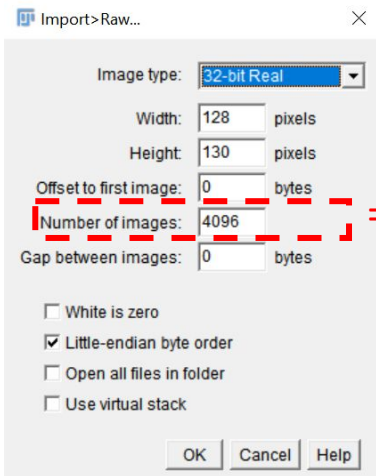 Import>Raw...
Image type: 32-bit Real
Width: 128 pixels
Height: 130 pixels
Offset to first image: 0 bytes
Number of images: 4096 =
Gap between images: 0 bytes
White is zero
Little-endian byte order
Open all files in folder
Use virtual stack
OK Cancel Help